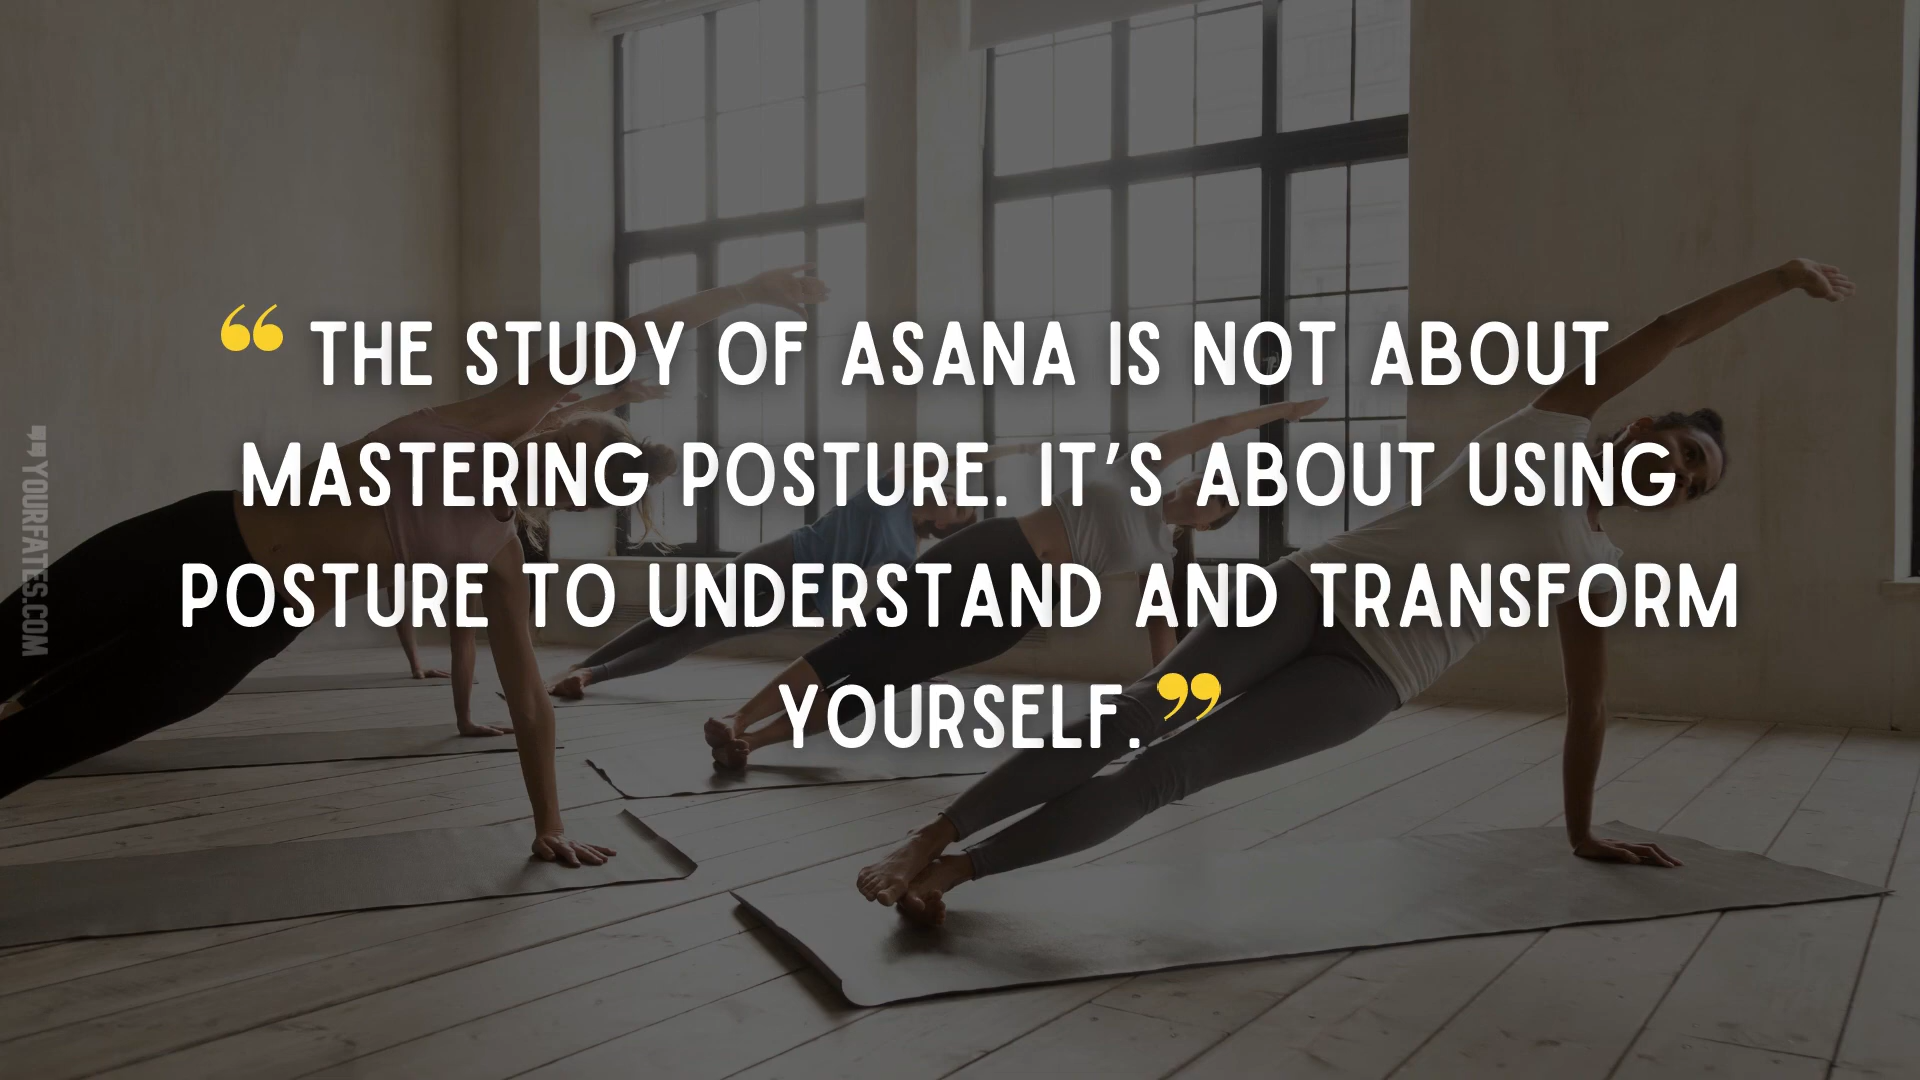 “ THE STUDY OF ASANA IS NOT ABOUT
MASTERING POSTURE. IT’S ABOUT USING
POSTURE TO UNDERSTAND AND TRANSFORM
YOURSELF. ”
❞YOURFATES.COM